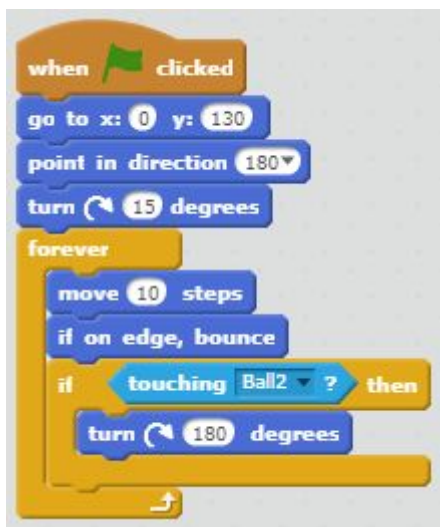 when clicked
go to x: 0 y: 130
point in direction 180
turn 15 degrees
forever
move 10 steps
if on edge, bounce
if touching Ball2 ? then
turn 180 degrees